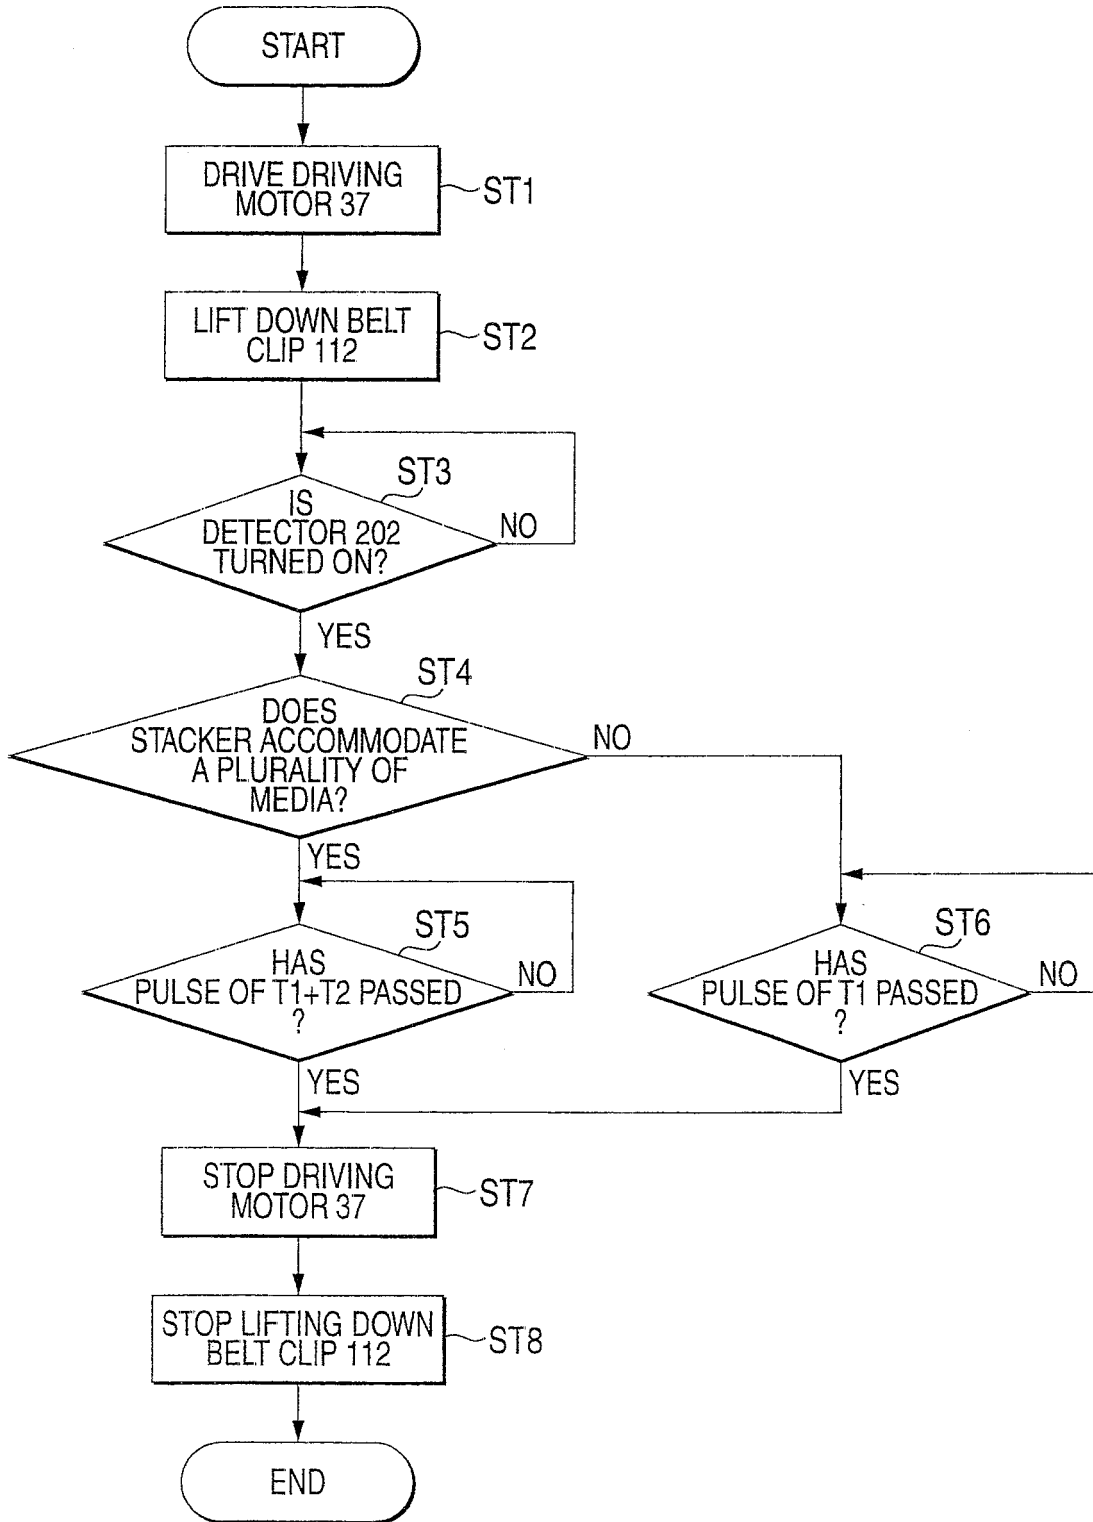 START
DRIVE DRIVING
MOTOR 37
ST1
LIFT DOWN BELT
CLIP 112
ST2
ST3
IS
DETECTOR 202
TURNED ON?
NO
YES
ST4
DOES
STACKER ACCOMMODATE
A PLURALITY OF
MEDIA?
NO
YES
ST5
HAS
PULSE OF T1+T2 PASSED
?
NO
YES
ST6
HAS
PULSE OF T1 PASSED
?
NO
YES
STOP DRIVING
MOTOR 37
ST7
STOP LIFTING DOWN
BELT CLIP 112
ST8
END